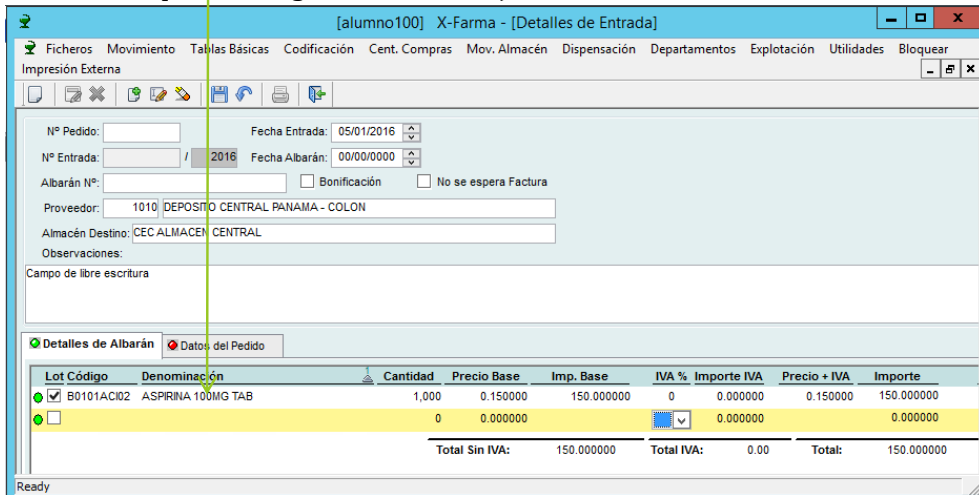 [alumno100] X-Farma - [Detalles de Entrada]
Ficheros Movimiento Tablas Básicas Codificación Cent. Compras Mov. Almacén Dispensación Departamentos Explotación Utilidades Bloquear
Impresión Externa
Nº Pedido: Fecha Entrada: 05/01/2016
Nº Entrada: / 2016 Fecha Albarán: 00/00/0000
Albarán Nº: Bonificación No se espera Factura
Proveedor: 1010 DEPOSITO CENTRAL PANAMA - COLON
Almacén Destino: CEC ALMACEN CENTRAL
Observaciones:
Campo de libre escritura
Detalles de Albarán Datos del Pedido
Lot Código Denominación 1 Cantidad Precio Base Imp. Base IVA % Importe IVA Precio + IVA Importe
B0101ACI02 ASPIRINA 100MG TAB 1,000 0.150000 150.000000 0 0.000000 0.150000 150.000000
0 0.000000 0.000000 0.000000
Total Sin IVA: 150.000000 Total IVA: 0.00 Total: 150.000000
Ready